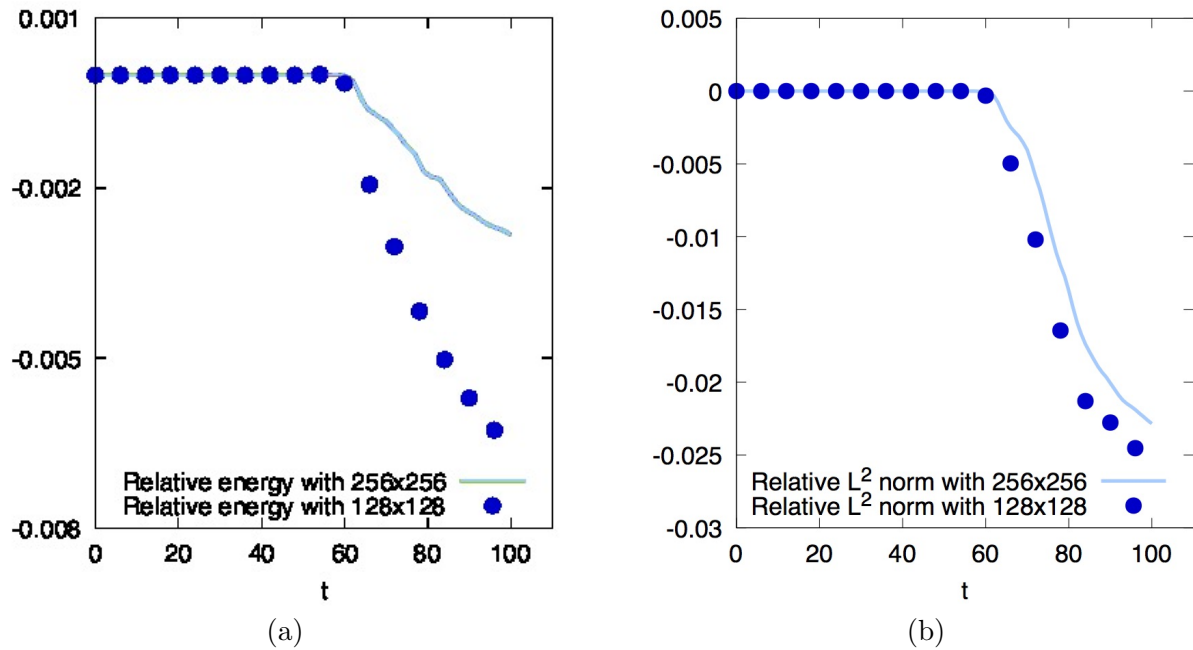 0.001
-0.002
-0.005
-0.008
Relative energy with 256x256
Relative energy with 128x128
0 20 40 60 80 100
t
(a)
0.005
0
-0.005
-0.01
-0.015
-0.02
-0.025
-0.03
Relative L² norm with 256x256
Relative L² norm with 128x128
0 20 40 60 80 100
t
(b)